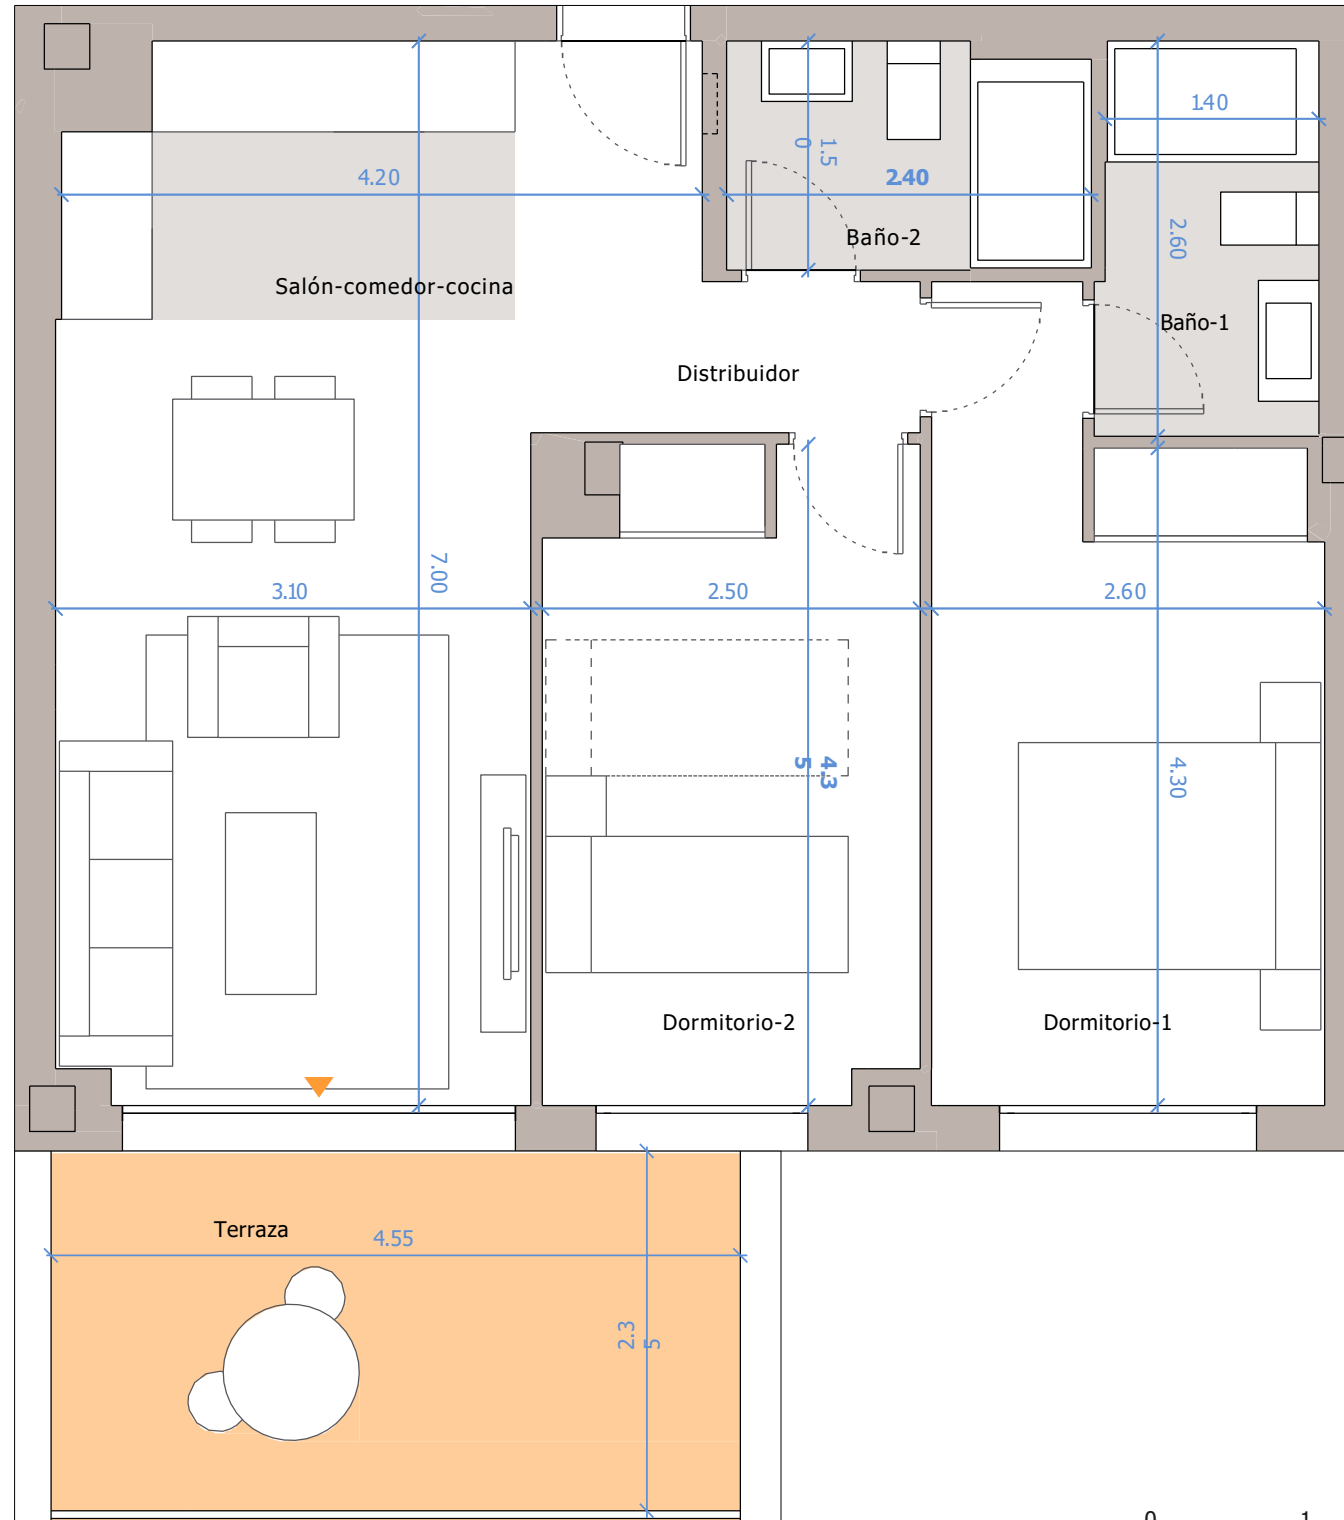 1.40
1.5
0
4.20
2.40
2.60
Baño-2
Salón-comedor-cocina
Baño-1
Distribuidor
7.00
3.10
2.50
2.60
4.3
5
4.30
Dormitorio-2
Dormitorio-1
Terraza
4.55
2.3
5
0
1